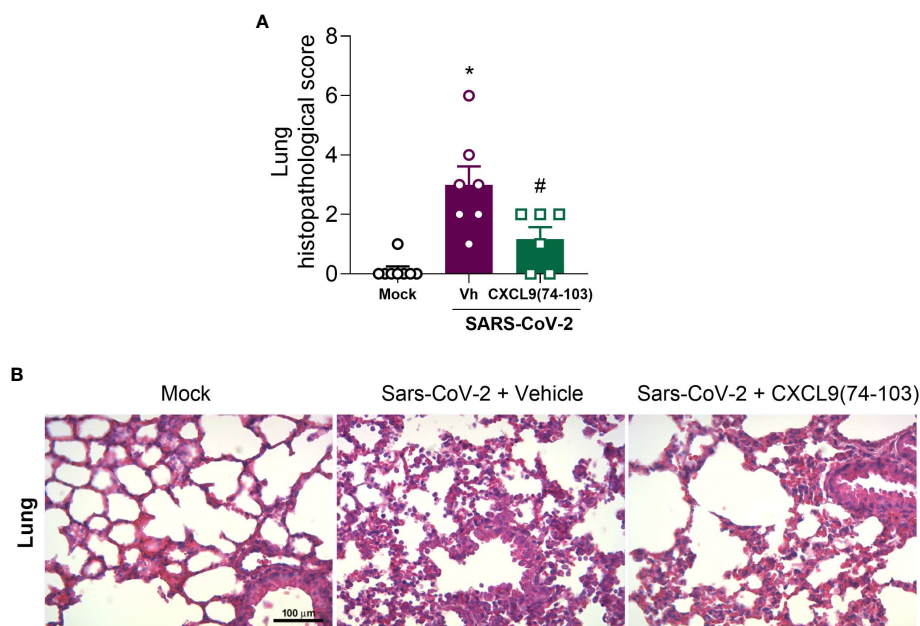 A
Lung
histopathological score
8
6
4
2
0
*
#
Mock
Vh
CXCL9(74-103)
SARS-CoV-2
B
Mock
Sars-CoV-2 + Vehicle
Sars-CoV-2 + CXCL9(74-103)
Lung
100 µm